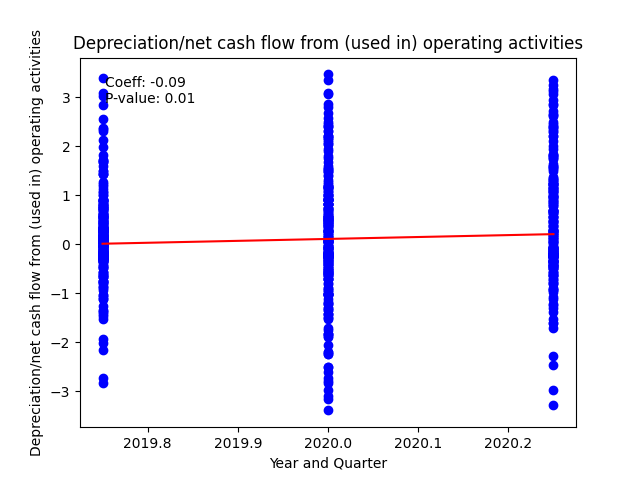 Depreciation/net cash flow from (used in) operating activities
Coeff: -0.09
P-value: 0.01
Depreciation/net cash flow from (used in) operating activities
3
2
1
0
−1
−2
−3
2019.8 2019.9 2020.0 2020.1 2020.2
Year and Quarter